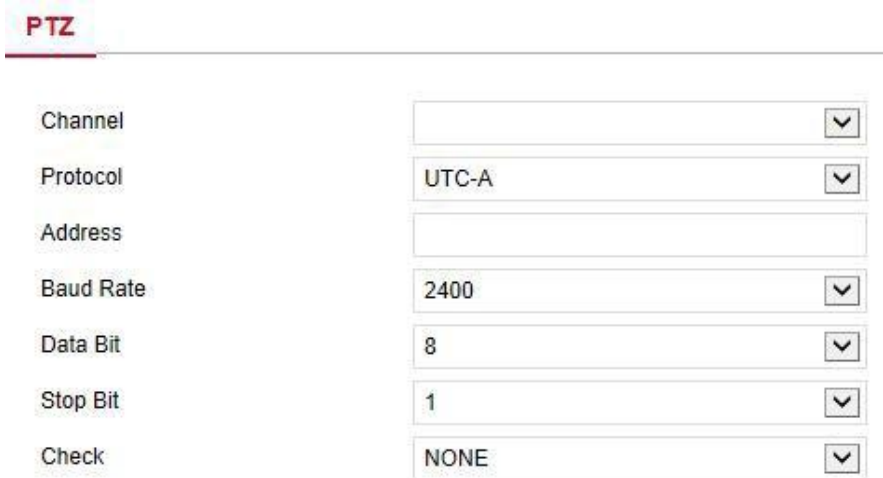 PTZ
Channel
Protocol UTC-A
Address
Baud Rate 2400
Data Bit 8
Stop Bit 1
Check NONE